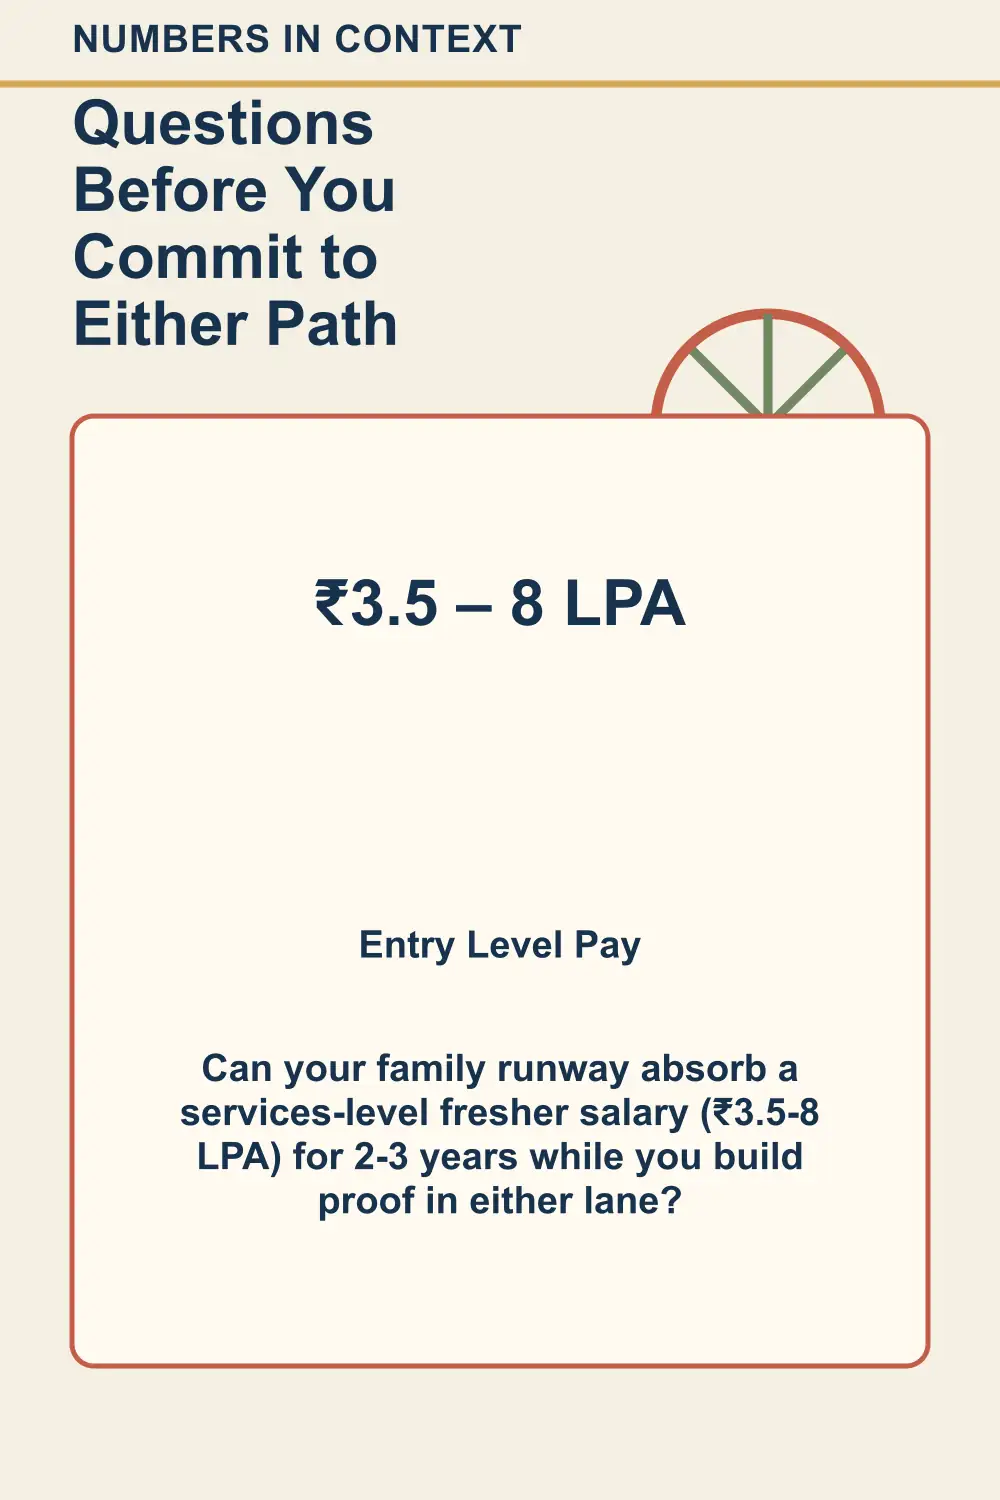 NUMBERS IN CONTEXT
Questions
Before You
Commit to
Either Path
₹3.5 – 8 LPA
Entry Level Pay
Can your family runway absorb a
services-level fresher salary (₹3.5-8
LPA) for 2-3 years while you build
proof in either lane?